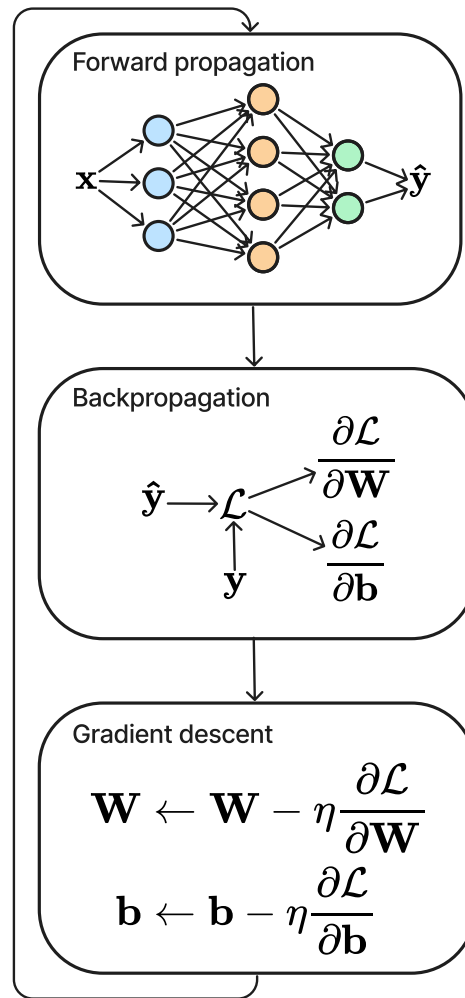 Forward propagation
x ŷ
Backpropagation
∂ℒ/∂W
ŷ ℒ
∂ℒ/∂b
y
Gradient descent
W ← W − η ∂ℒ/∂W
b ← b − η ∂ℒ/∂b